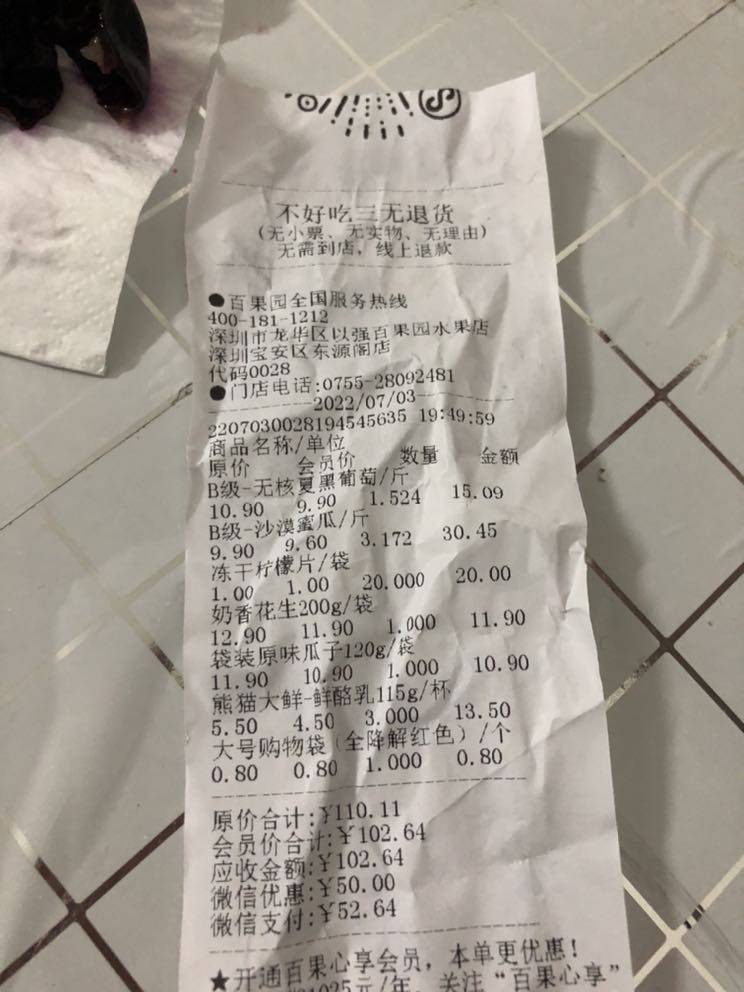 不好吃三无退货
(无小票、无实物、无理由)
无需到店，线上退款
●百果园全国服务热线
400-181-1212
深圳市龙华区以强百果园水果店
深圳宝安区东源阁店
代码0028
●门店电话:0755-28092481
2022/07/03
2207030028194545635 19:49:59
商品名称/单位
原价 会员价 数量 金额
B级-无核夏黑葡萄/斤
10.90 9.90 1.524 15.09
B级-沙漠蜜瓜/斤
9.90 9.60 3.172 30.45
冻干柠檬片/袋
1.00 1.00 20.000 20.00
奶香花生200g/袋
12.90 11.90 1.000 11.90
袋装原味瓜子120g/袋
11.90 10.90 1.000 10.90
熊猫大鲜-鲜酪乳115g/杯
5.50 4.50 3.000 13.50
大号购物袋(全降解红色)/个
0.80 0.80 1.000 0.80
原价合计:¥110.11
会员价合计:¥102.64
应收金额:¥102.64
微信优惠:¥50.00
微信支付:¥52.64
★开通百果心享会员，本单更优惠！
元/年。关注“百果心享”